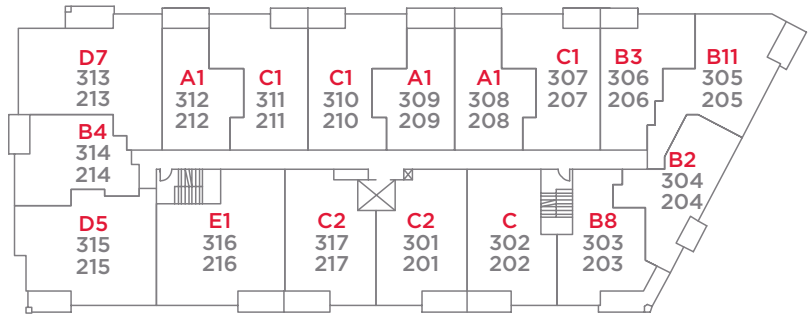 D7
313
213
A1
312
212
C1
311
211
C1
310
210
A1
309
209
A1
308
208
C1
307
207
B3
306
206
B11
305
205
B4
314
214
B2
304
204
D5
315
215
E1
316
216
C2
317
217
C2
301
201
C
302
202
B8
303
203